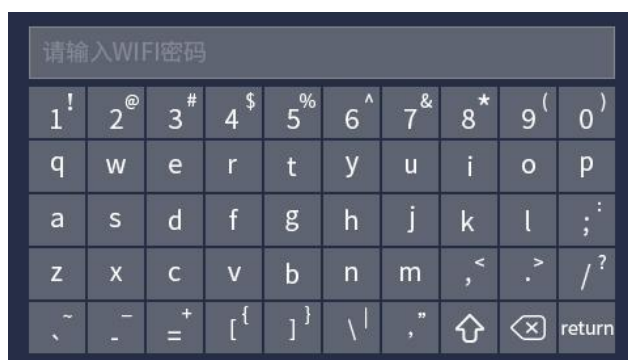 请输入WIFI密码
1! 2@ 3# 4$ 5% 6^ 7& 8* 9( 0)
q w e r t y u i o p
a s d f g h j k l ;:
z x c v b n m ,< .> /?
、~ -_ =+ [{ ]} \| ,” return